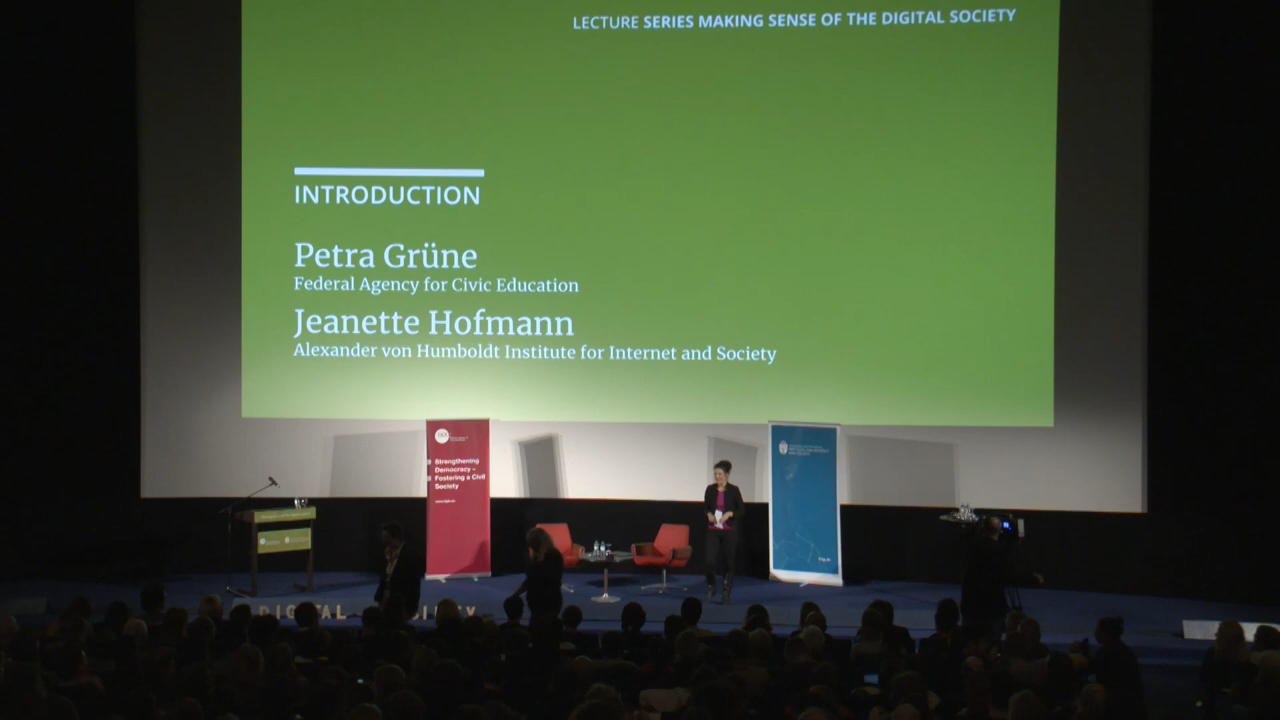 LECTURE SERIES MAKING SENSE OF THE DIGITAL SOCIETY
INTRODUCTION
Petra Grüne
Federal Agency for Civic Education
Jeanette Hofmann
Alexander von Humboldt Institute for Internet and Society
Strengthening
Democracy –
Fostering a Civil
Society
DIGITAL